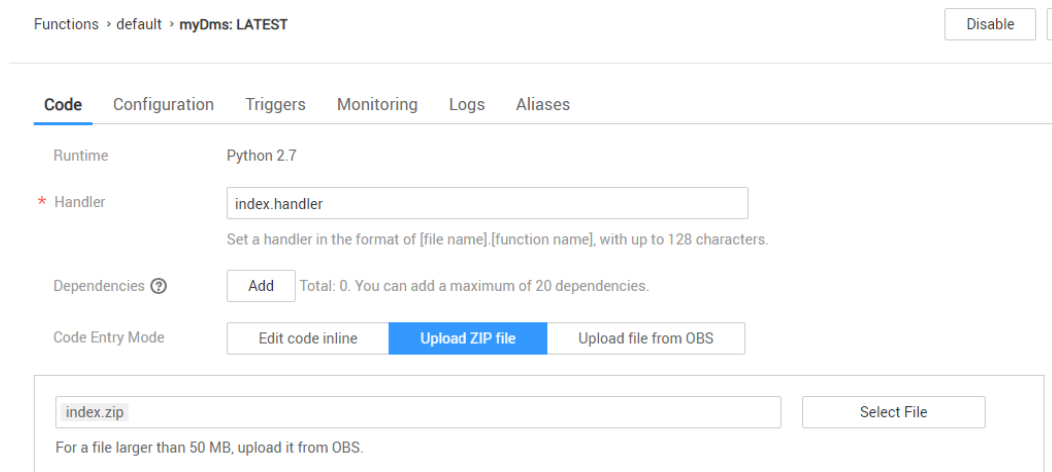 Functions > default > myDms: LATEST
Disable
Code Configuration Triggers Monitoring Logs Aliases
Runtime Python 2.7
* Handler index.handler
Set a handler in the format of [file name].[function name], with up to 128 characters.
Dependencies ? Add Total: 0. You can add a maximum of 20 dependencies.
Code Entry Mode Edit code inline Upload ZIP file Upload file from OBS
index.zip Select File
For a file larger than 50 MB, upload it from OBS.